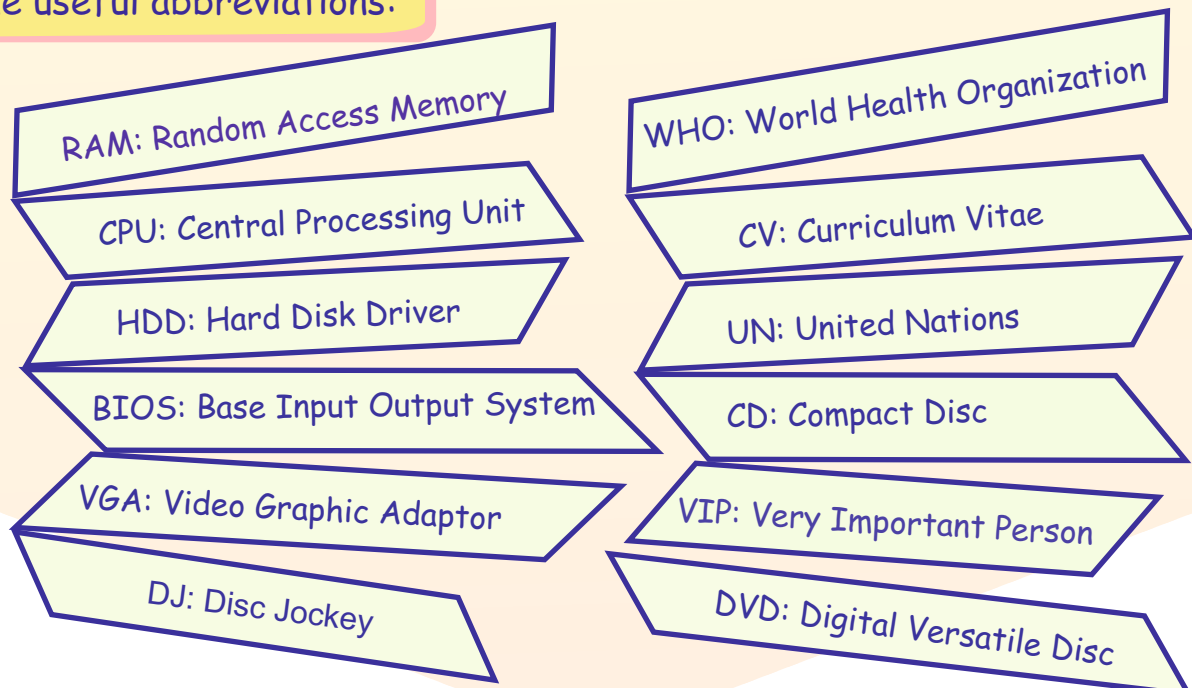 e useful abbreviations:
RAM: Random Access Memory
CPU: Central Processing Unit
HDD: Hard Disk Driver
BIOS: Base Input Output System
VGA: Video Graphic Adaptor
DJ: Disc Jockey
WHO: World Health Organization
CV: Curriculum Vitae
UN: United Nations
CD: Compact Disc
VIP: Very Important Person
DVD: Digital Versatile Disc